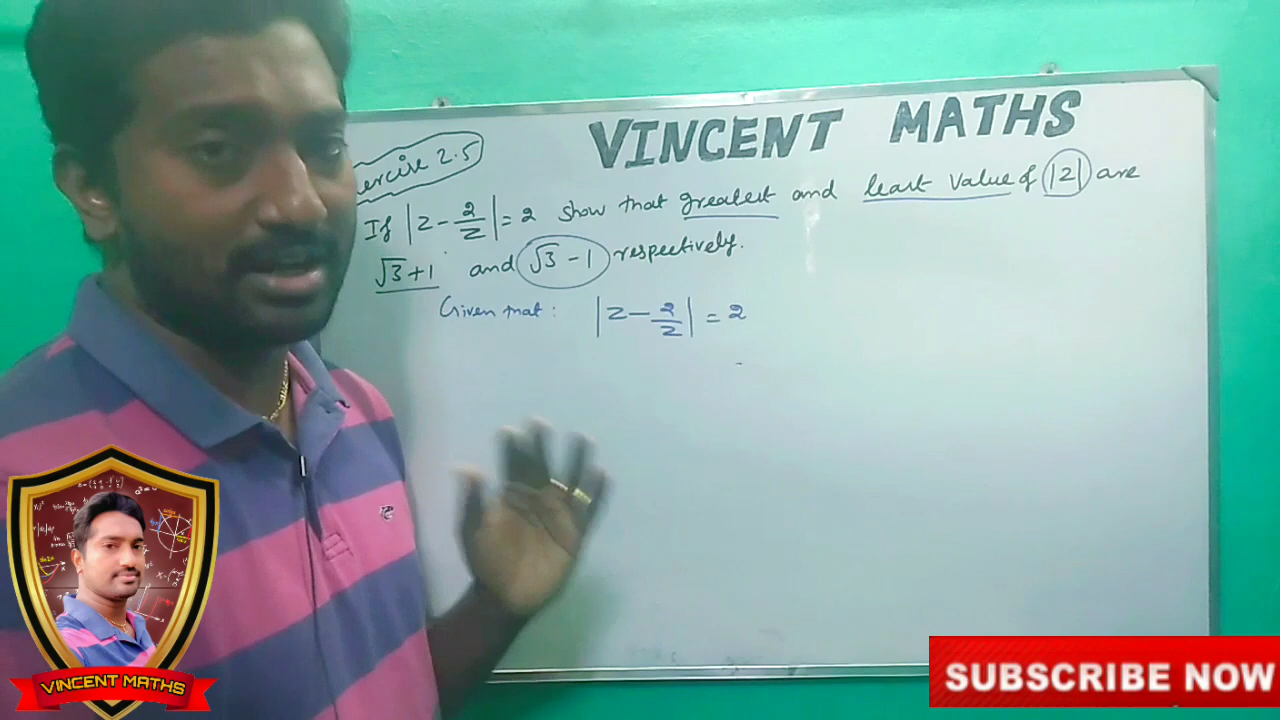 VINCENT MATHS
ercise 2.5
If |z - 2/z| = 2 show that greatest and least value of |z| are
√3+1 and √3-1 respectively.
Given that: |z - 2/z| = 2
VINCENT MATHS
SUBSCRIBE NOW